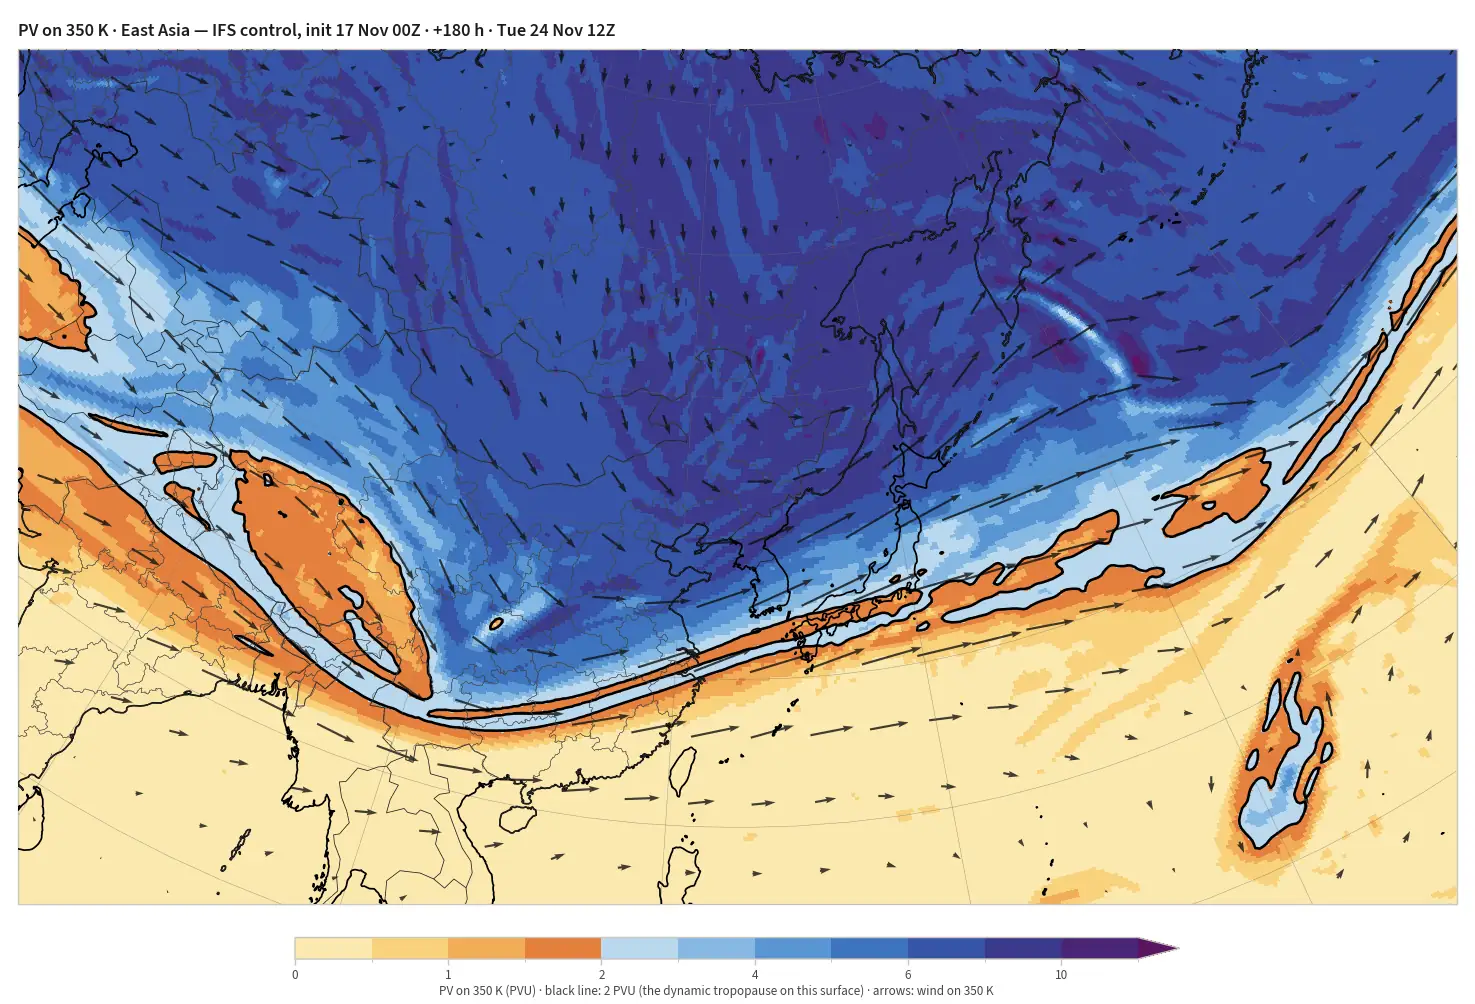 PV on 350 K · East Asia — IFS control, init 17 Nov 00Z · +180 h · Tue 24 Nov 12Z
0 1 2 4 6 10
PV on 350 K (PVU) · black line: 2 PVU (the dynamic tropopause on this surface) · arrows: wind on 350 K